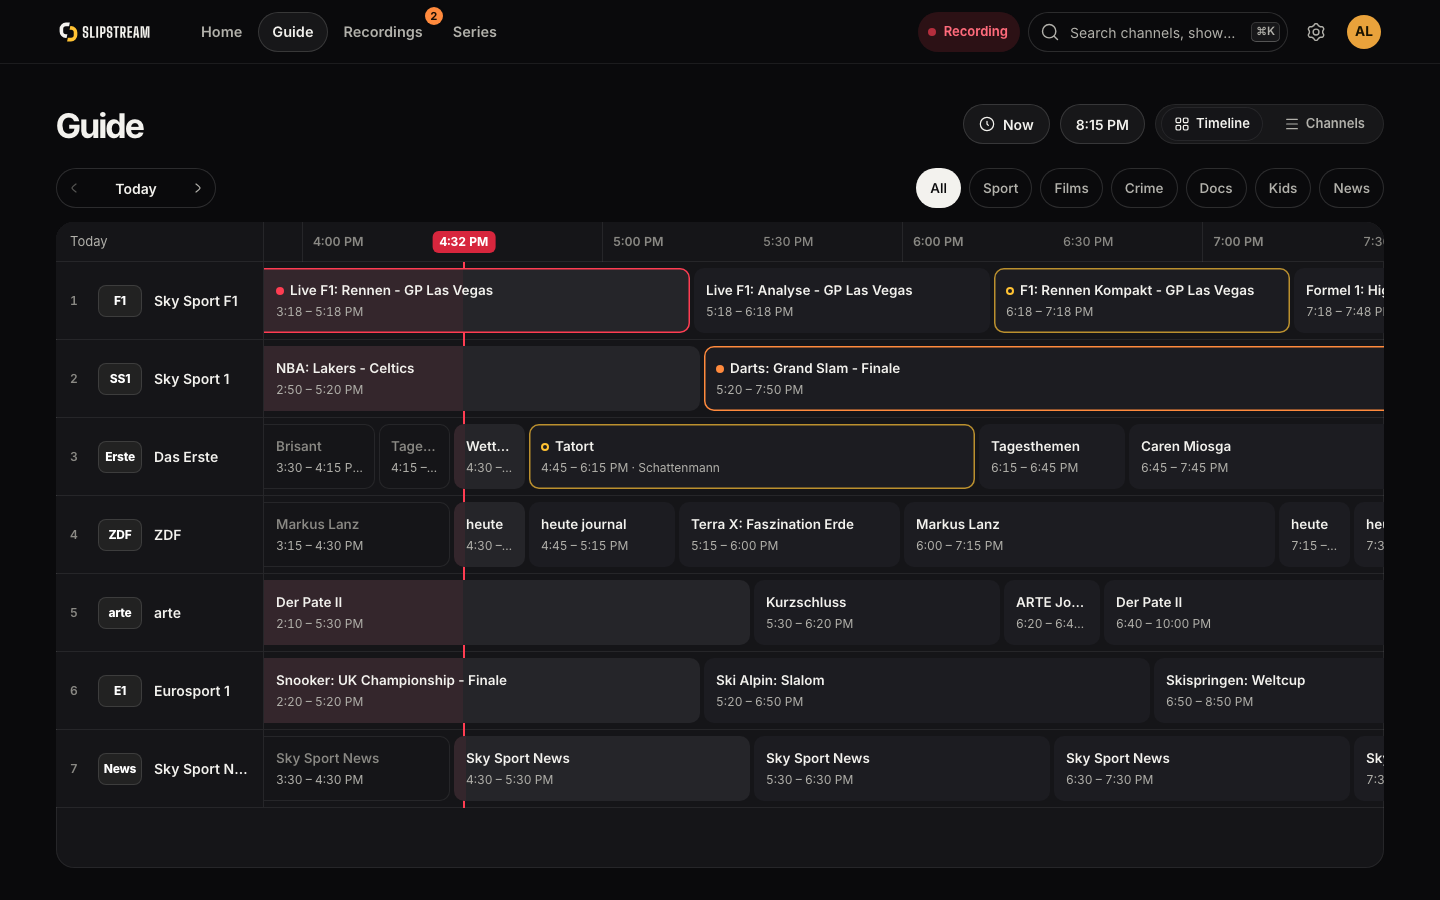 SLIPSTREAM
Home
Guide
Recordings
2
Series
Recording
Search channels, show...
⌘K
AL
Guide
Now
8:15 PM
Timeline
Channels
Today
All
Sport
Films
Crime
Docs
Kids
News
Today
4:00 PM
4:32 PM
5:00 PM
5:30 PM
6:00 PM
6:30 PM
7:00 PM
7:3
1
F1
Sky Sport F1
Live F1: Rennen - GP Las Vegas
3:18 – 5:18 PM
Live F1: Analyse - GP Las Vegas
5:18 – 6:18 PM
F1: Rennen Kompakt - GP Las Vegas
6:18 – 7:18 PM
Formel 1: Hig
7:18 – 7:48 P
2
SS1
Sky Sport 1
NBA: Lakers - Celtics
2:50 – 5:20 PM
Darts: Grand Slam - Finale
5:20 – 7:50 PM
3
Erste
Das Erste
Brisant
3:30 – 4:15 P...
Tage...
4:15 –...
Wett...
4:30 –...
Tatort
4:45 – 6:15 PM · Schattenmann
Tagesthemen
6:15 – 6:45 PM
Caren Miosga
6:45 – 7:45 PM
4
ZDF
ZDF
Markus Lanz
3:15 – 4:30 PM
heute
4:30 –...
heute journal
4:45 – 5:15 PM
Terra X: Faszination Erde
5:15 – 6:00 PM
Markus Lanz
6:00 – 7:15 PM
heute
7:15 –...
heu
7:3
5
arte
arte
Der Pate II
2:10 – 5:30 PM
Kurzschluss
5:30 – 6:20 PM
ARTE Jo...
6:20 – 6:4...
Der Pate II
6:40 – 10:00 PM
6
E1
Eurosport 1
Snooker: UK Championship - Finale
2:20 – 5:20 PM
Ski Alpin: Slalom
5:20 – 6:50 PM
Skispringen: Weltcup
6:50 – 8:50 PM
7
News
Sky Sport N...
Sky Sport News
3:30 – 4:30 PM
Sky Sport News
4:30 – 5:30 PM
Sky Sport News
5:30 – 6:30 PM
Sky Sport News
6:30 – 7:30 PM
Sky
7:3